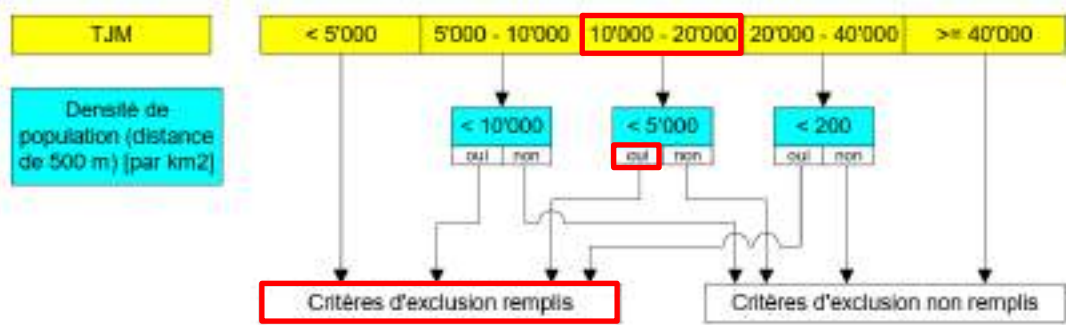 TJM
< 5'000
5'000 - 10'000
10'000 - 20'000
20'000 - 40'000
>= 40'000
Densité de
population (distance
de 500 m) [par km2]
< 10'000
< 5'000
< 200
oui non
oui non
oui non
Critères d'exclusion remplis
Critères d'exclusion non remplis